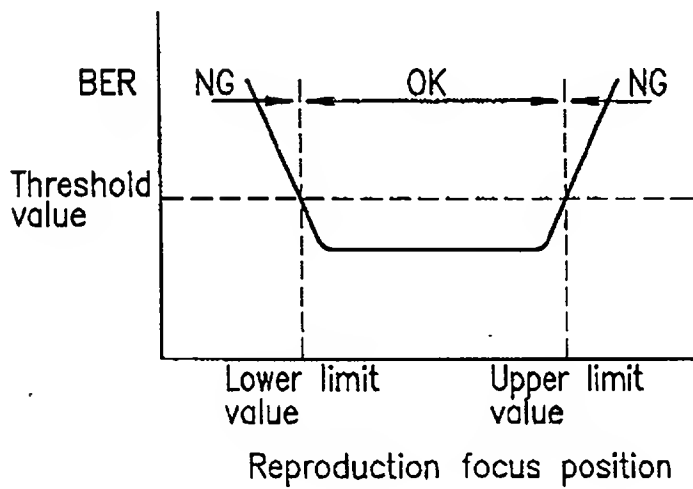 BER
NG
OK
NG
Threshold
value
Lower limit
value
Upper limit
value
Reproduction focus position